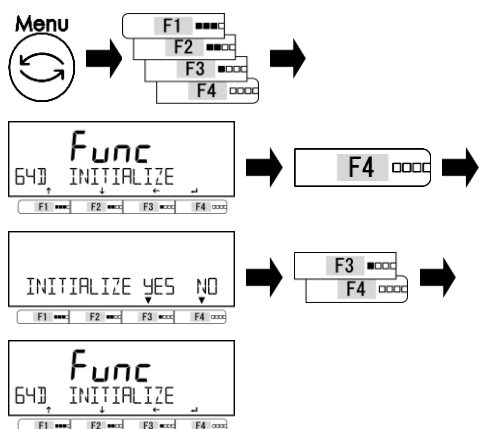 Menu
F1
F2
F3
F4
Func
64D INITIALIZE
F1 F2 F3 F4
F4
INITIALIZE YES NO
F1 F2 F3 F4
F3
F4
Func
64D INITIALIZE
F1 F2 F3 F4